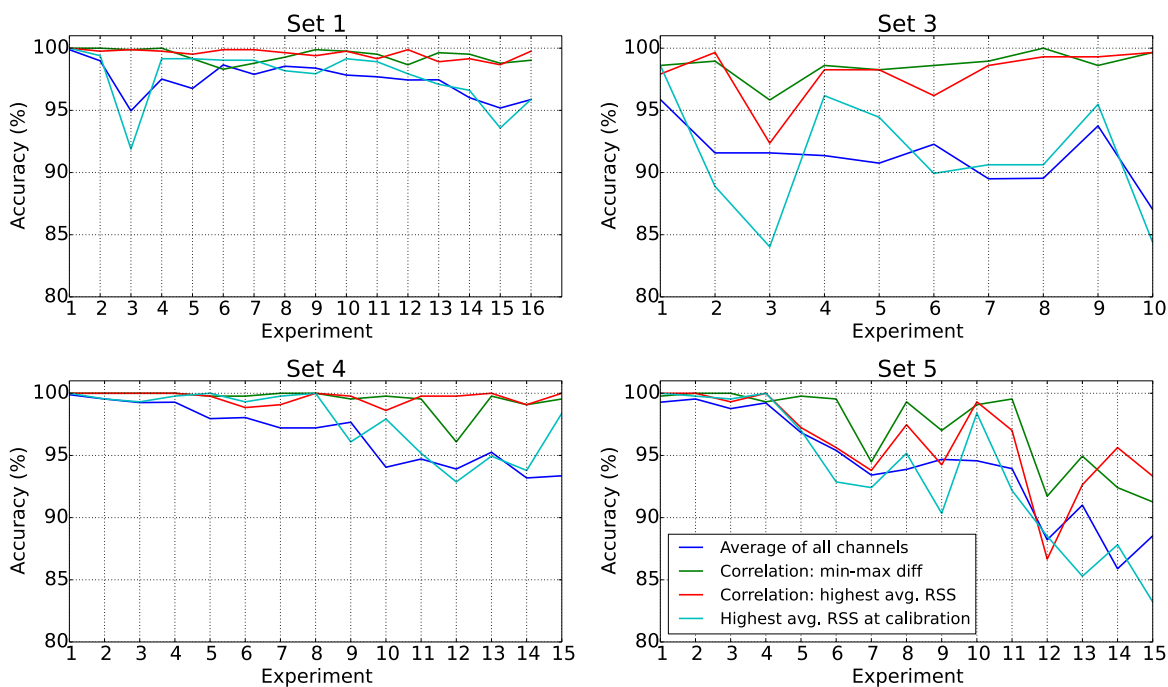 Set 1
100
95
90
85
80
Accuracy (%)
1 2 3 4 5 6 7 8 9 10 11 12 13 14 15 16
Experiment
Set 3
100
95
90
85
80
Accuracy (%)
1 2 3 4 5 6 7 8 9 10
Experiment
Set 4
100
95
90
85
80
Accuracy (%)
1 2 3 4 5 6 7 8 9 10 11 12 13 14 15
Experiment
Set 5
100
95
90
85
80
Accuracy (%)
Average of all channels
Correlation: min-max diff
Correlation: highest avg. RSS
Highest avg. RSS at calibration
1 2 3 4 5 6 7 8 9 10 11 12 13 14 15
Experiment